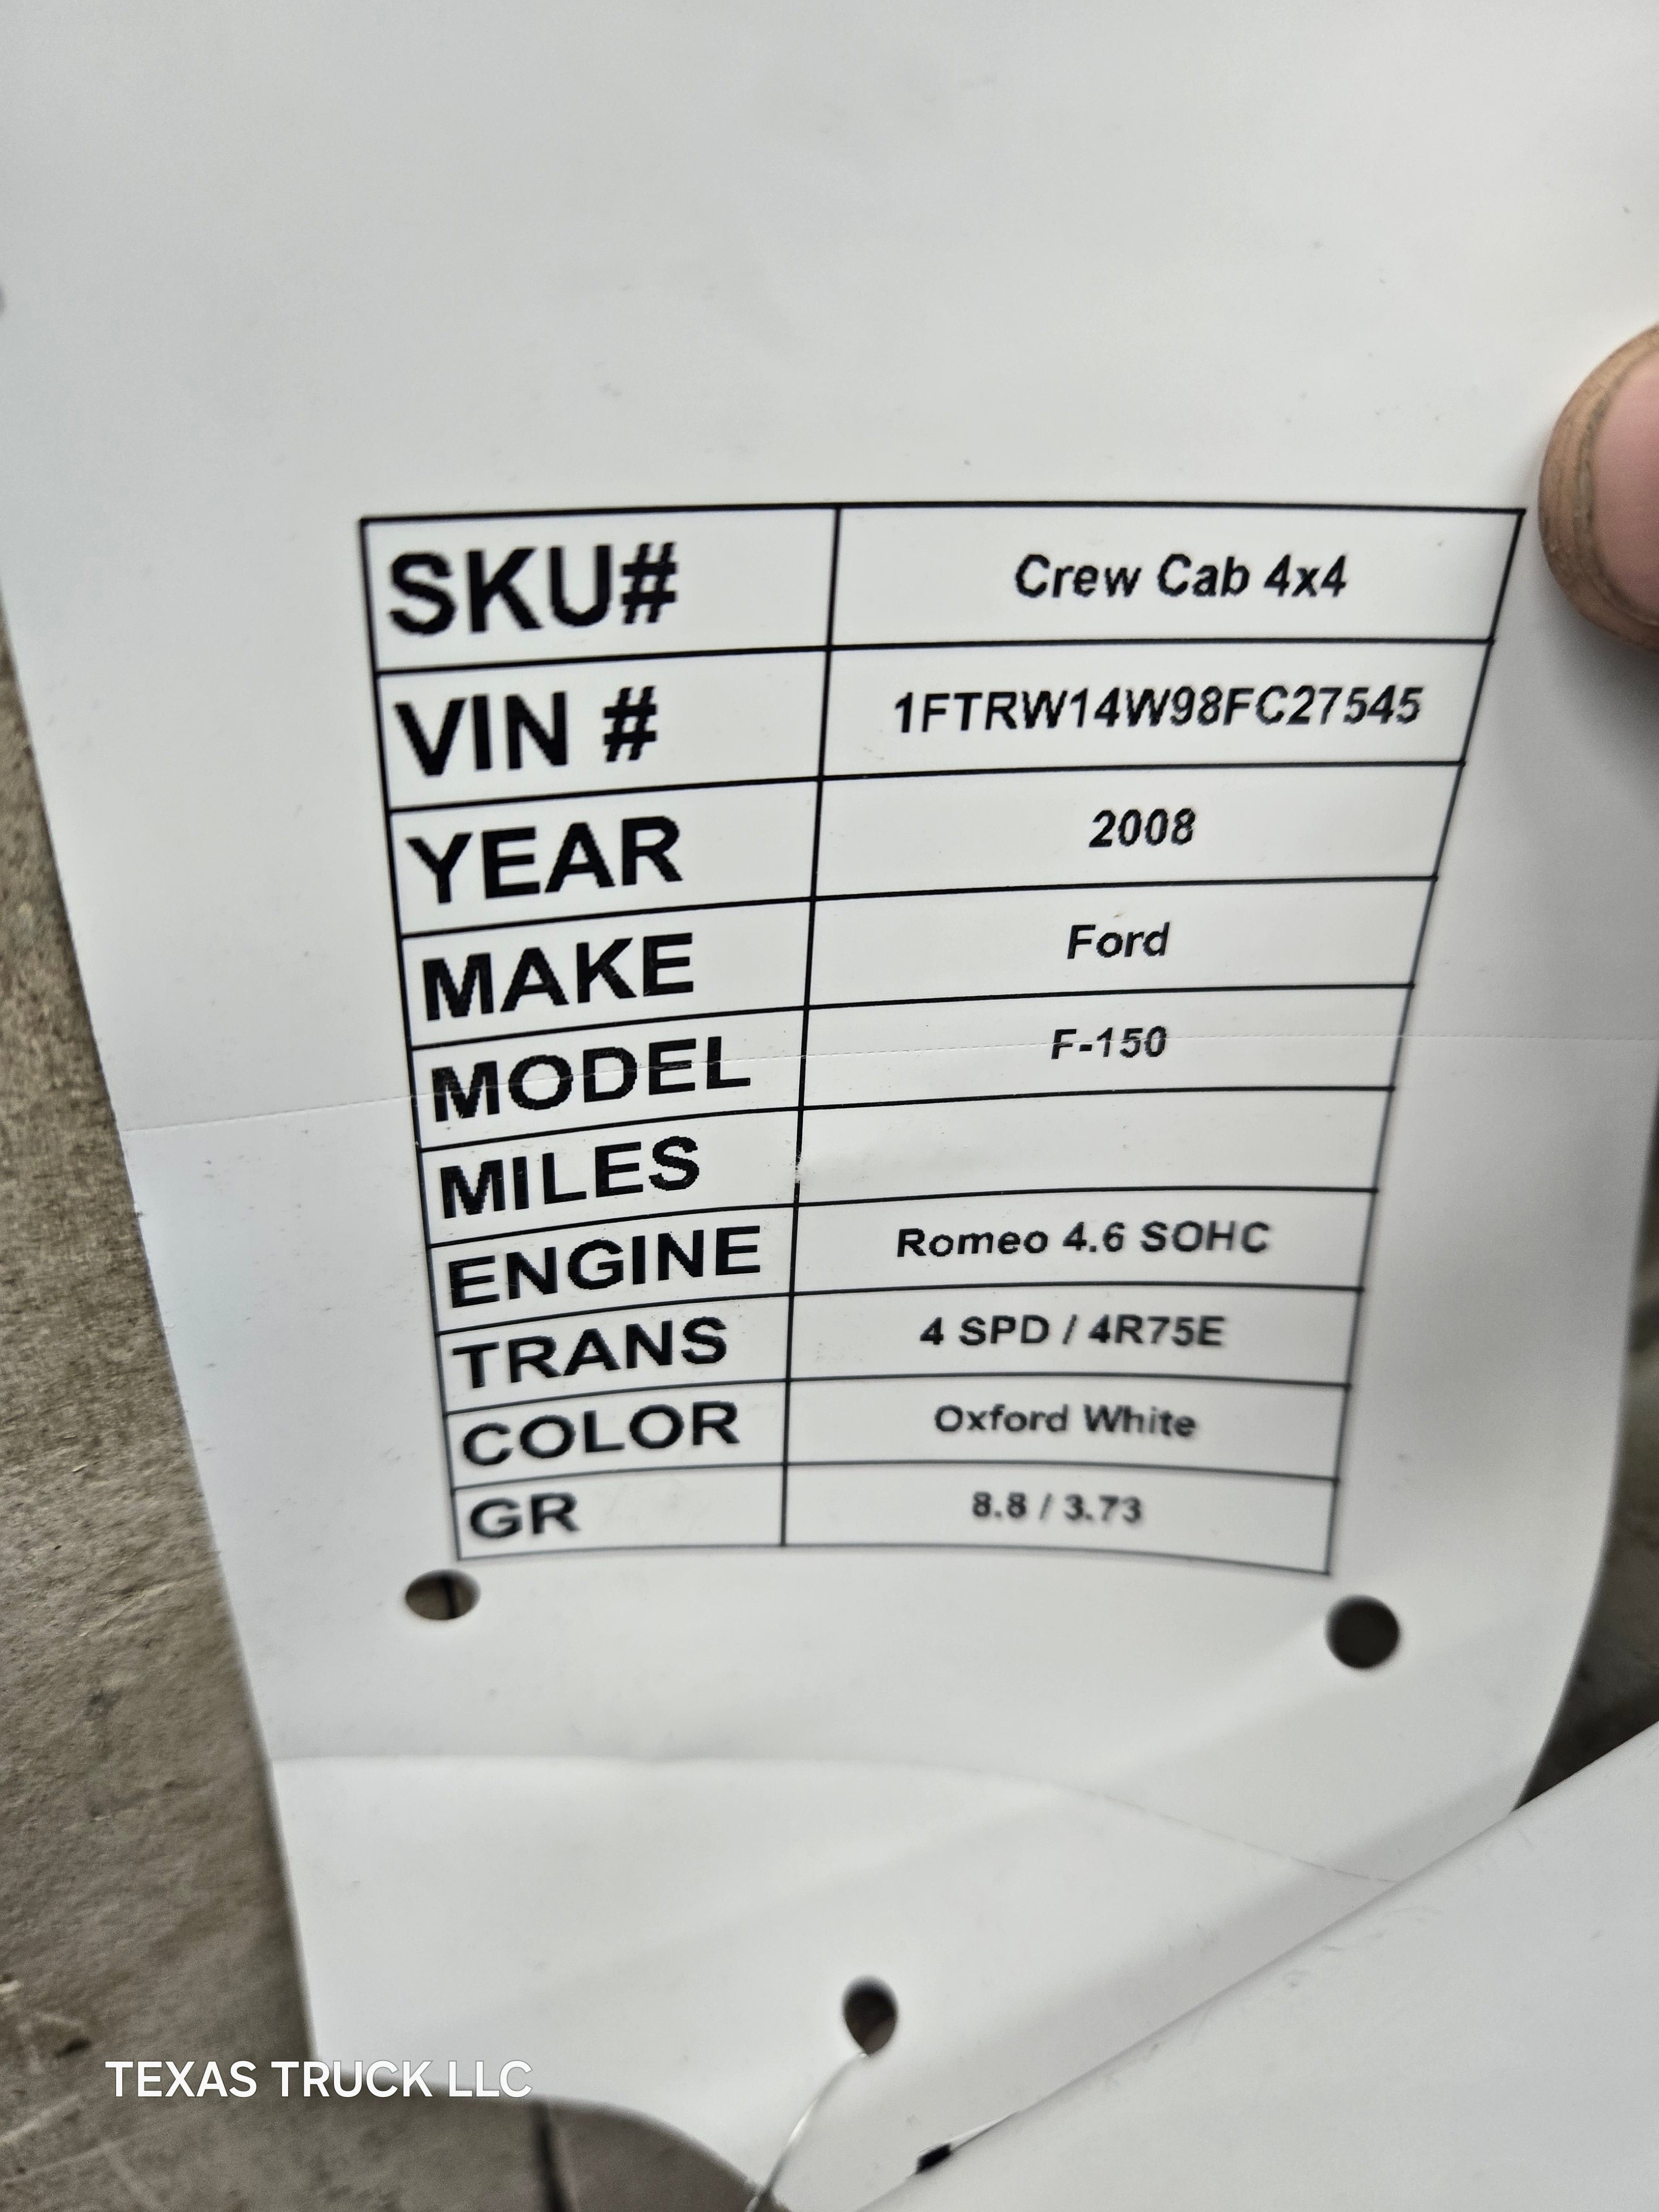 SKU# Crew Cab 4x4
VIN # 1FTRW14W98FC27545
YEAR 2008
MAKE Ford
MODEL F-150
MILES
ENGINE Romeo 4.6 SOHC
TRANS 4 SPD / 4R75E
COLOR Oxford White
GR 8.8 / 3.73
TEXAS TRUCK LLC